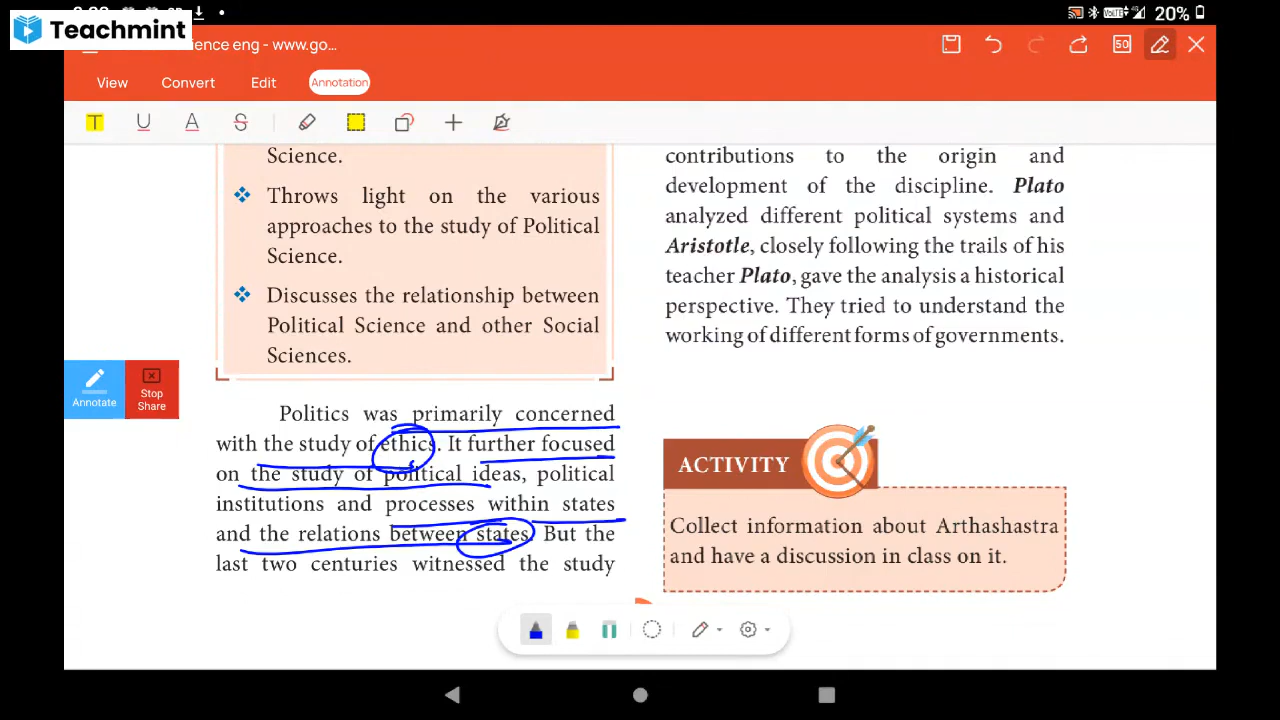 Teachmint
20%
ience eng - www.go...
50
View
Convert
Edit
Annotation
T
U
A
S
Science.
Throws light on the various
approaches to the study of Political
Science.
Discusses the relationship between
Political Science and other Social
Sciences.
Annotate
Stop
Share
Politics was primarily concerned
with the study of ethics. It further focused
on the study of political ideas, political
institutions and processes within states
and the relations between states. But the
last two centuries witnessed the study
contributions to the origin and
development of the discipline. Plato
analyzed different political systems and
Aristotle, closely following the trails of his
teacher Plato, gave the analysis a historical
perspective. They tried to understand the
working of different forms of governments.
ACTIVITY
Collect information about Arthashastra
and have a discussion in class on it.